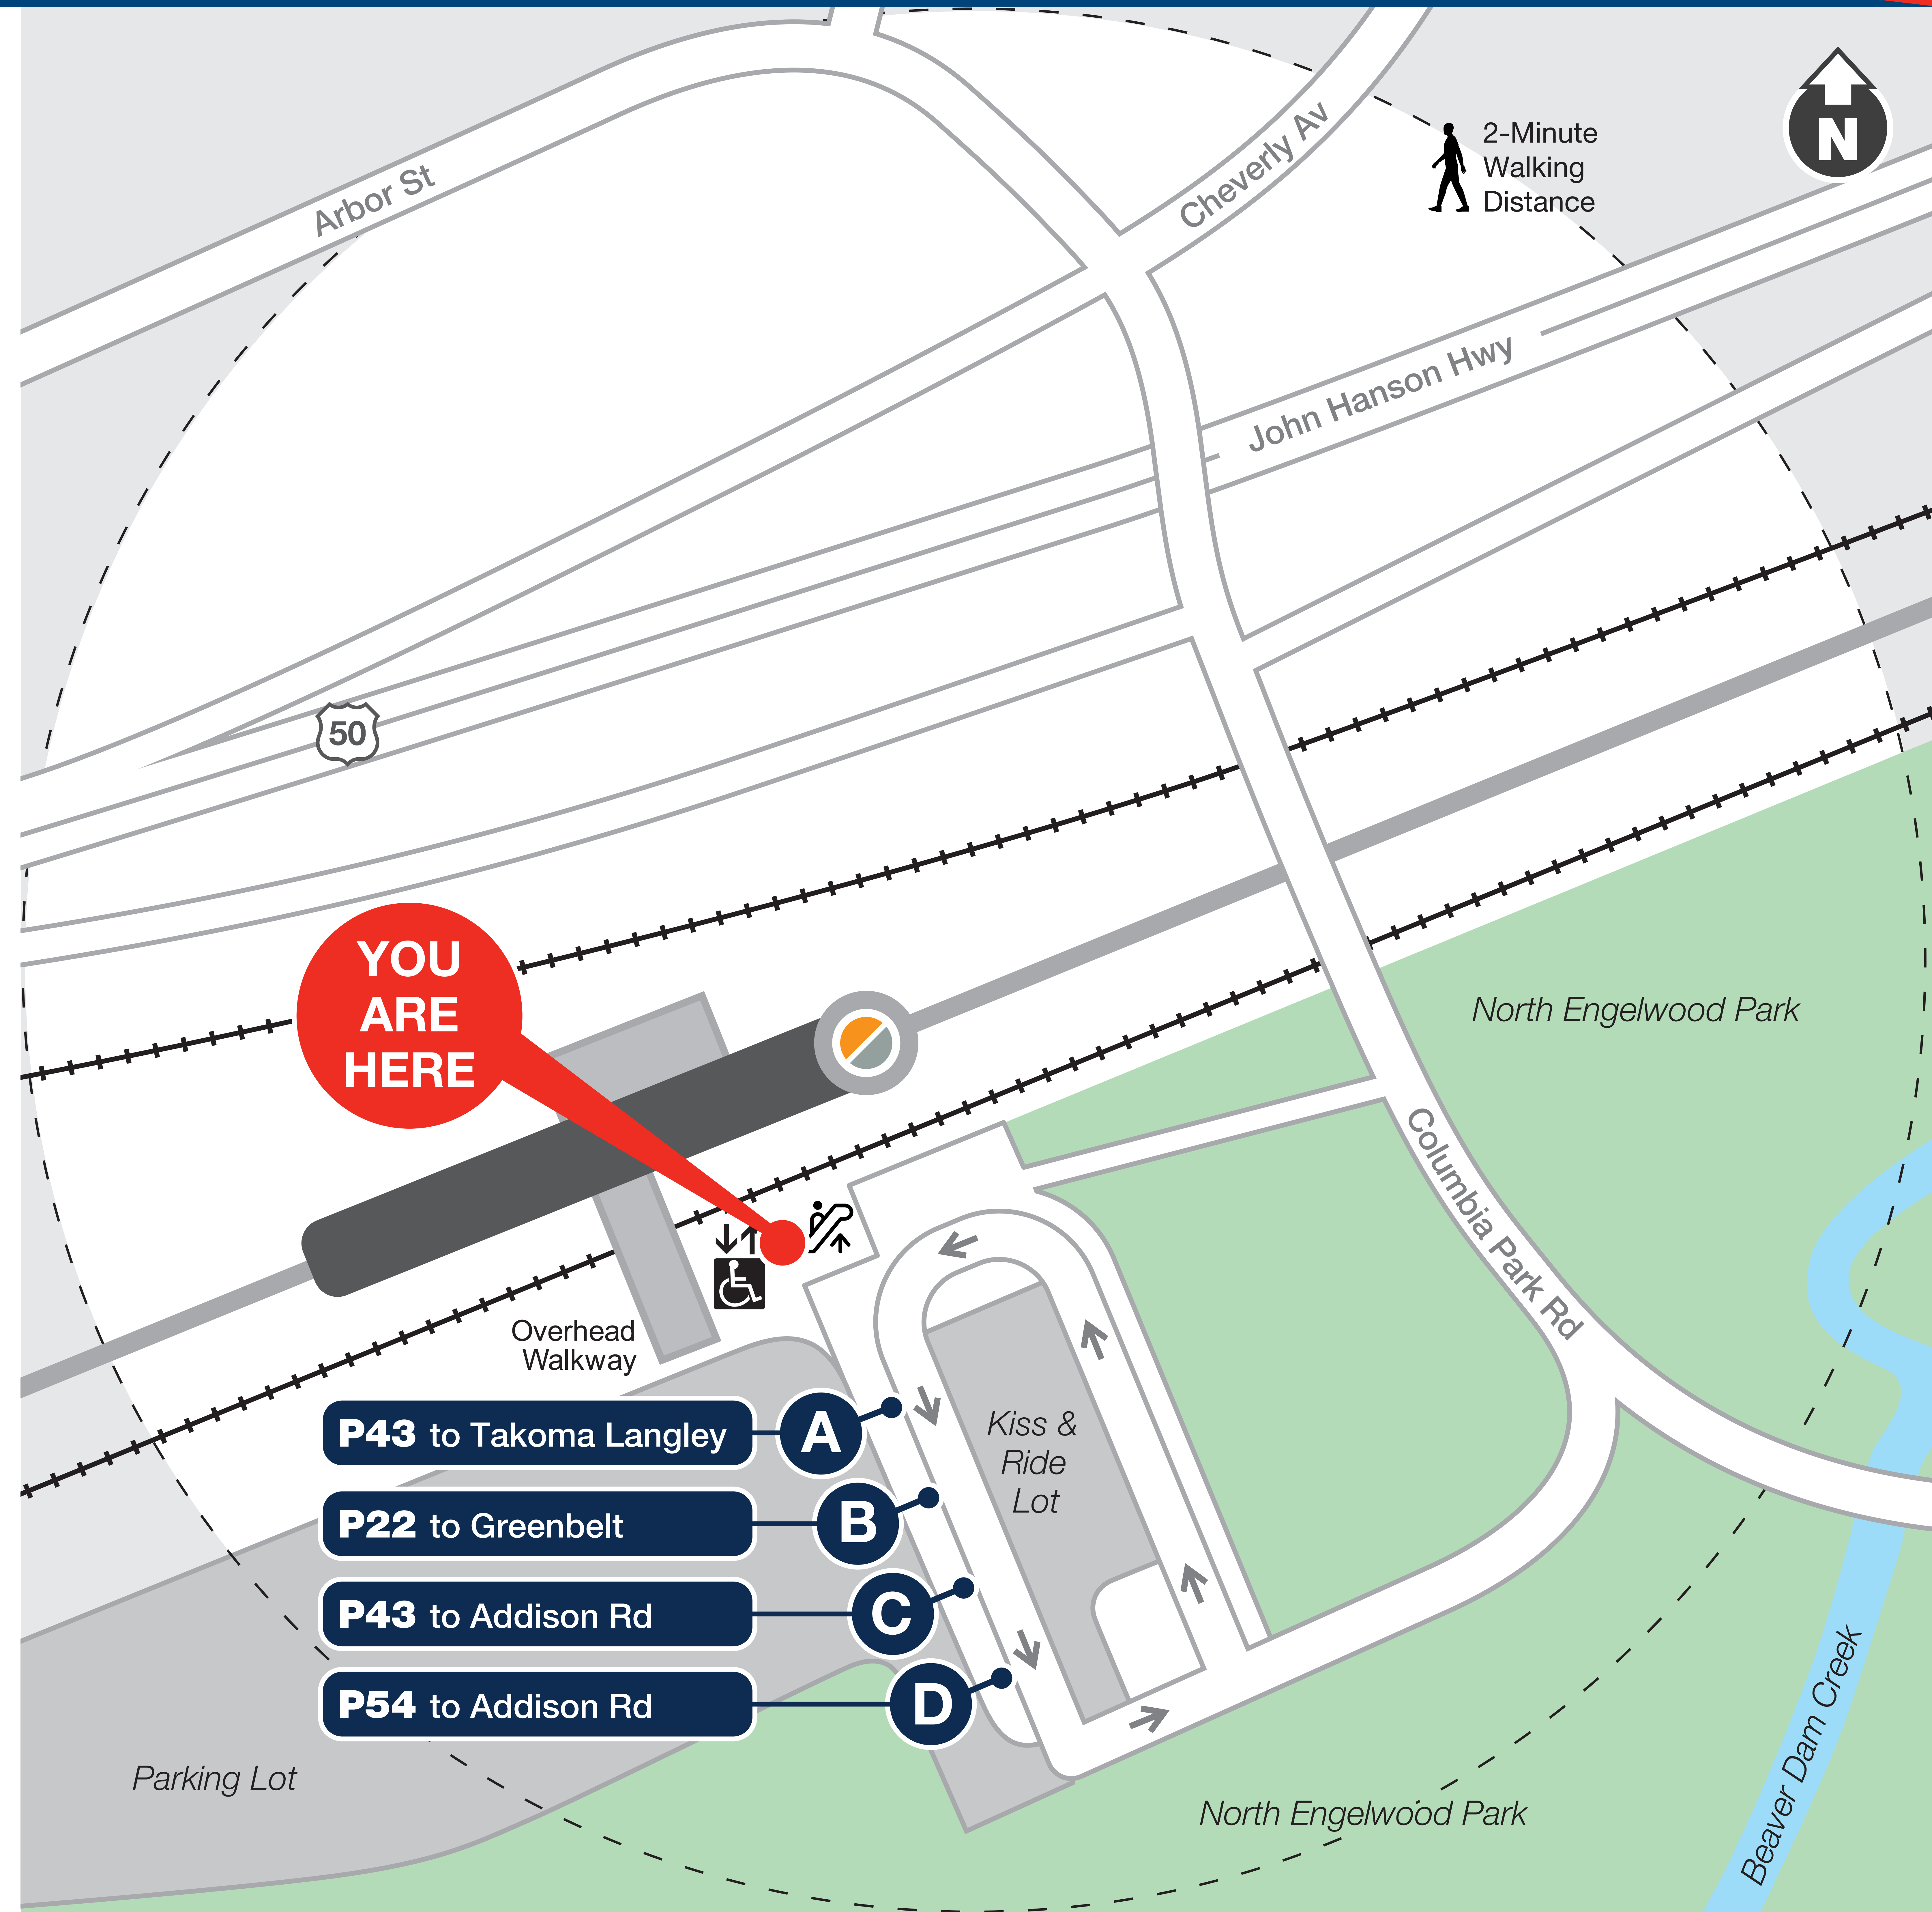 Arbor St
Cheverly Av
2-Minute
Walking
Distance
N
John Hanson Hwy
50
YOU
ARE
HERE
North Engelwood Park
Columbia Park Rd
Overhead
Walkway
P43 to Takoma Langley
A
P22 to Greenbelt
B
P43 to Addison Rd
C
P54 to Addison Rd
D
Kiss &
Ride
Lot
Parking Lot
North Engelwood Park
Beaver Dam Creek